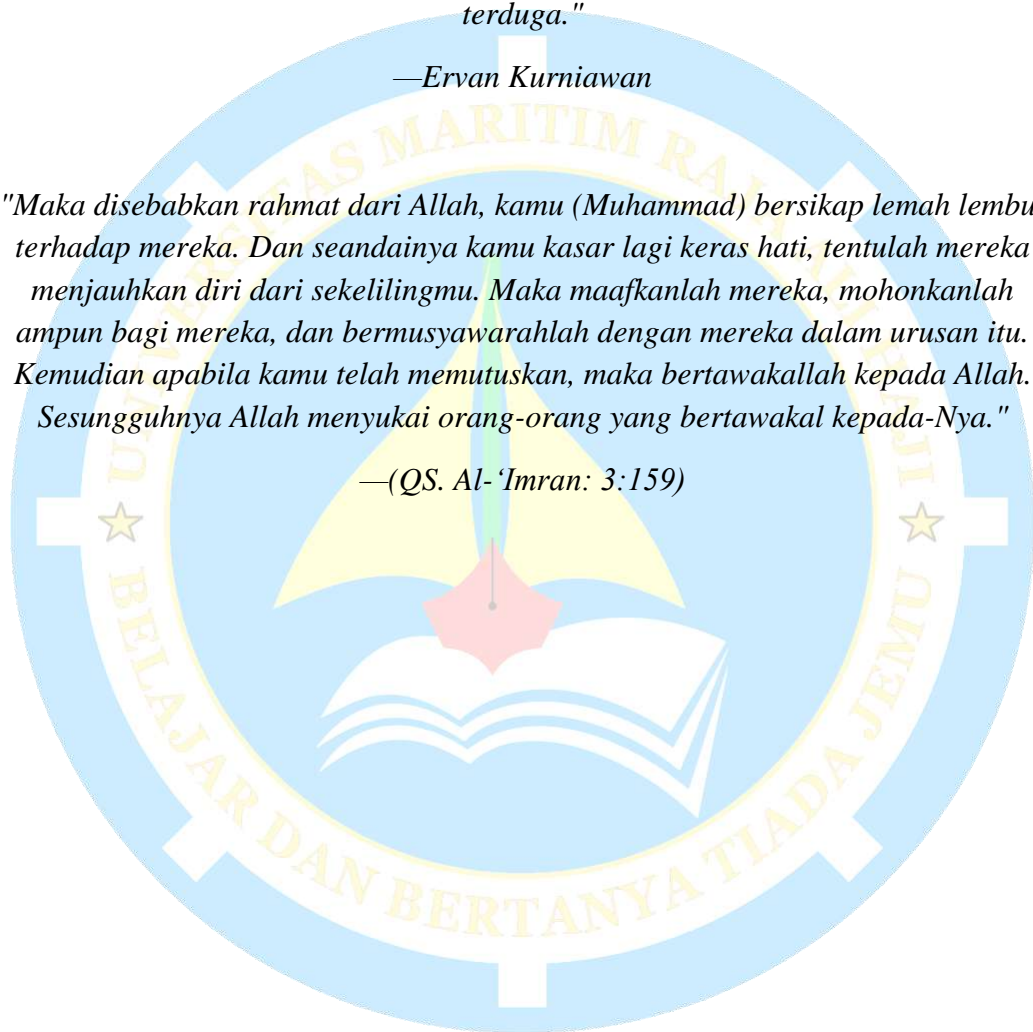 terduga."
—Ervan Kurniawan
"Maka disebabkan rahmat dari Allah, kamu (Muhammad) bersikap lemah lembu
terhadap mereka. Dan seandainya kamu kasar lagi keras hati, tentulah mereka
menjauhkan diri dari sekelilingmu. Maka maafkanlah mereka, mohonkanlah
ampun bagi mereka, dan bermusyawarahlah dengan mereka dalam urusan itu.
Kemudian apabila kamu telah memutuskan, maka bertawakallah kepada Allah.
Sesungguhnya Allah menyukai orang-orang yang bertawakal kepada-Nya."
—(QS. Al-‘Imran: 3:159)
UNIVERSITAS MARITIM RAJA ALI HAJI
BELAJAR DAN BERTANYA TIADA JEMU